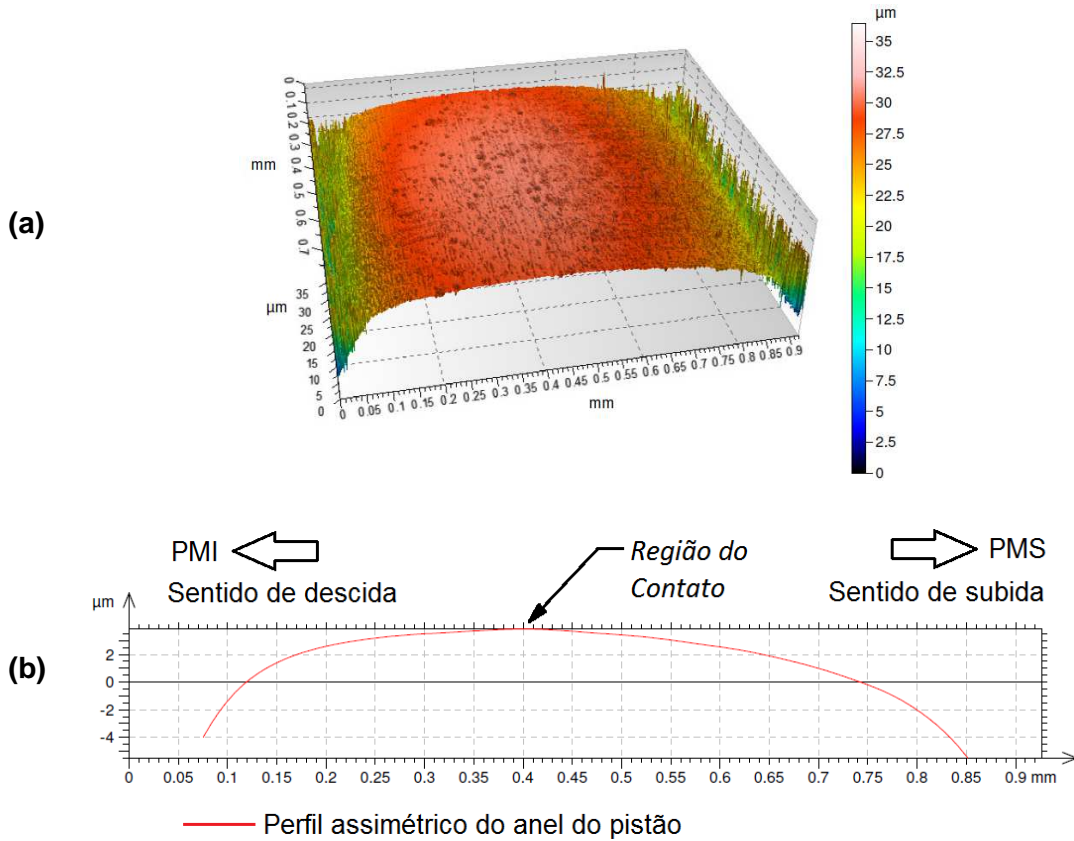 (a)
µm
35
32.5
30
27.5
25
22.5
20
17.5
15
12.5
10
7.5
5
2.5
0
mm
0
0.1
0.2
0.3
0.4
0.5
0.6
0.7
µm
35
30
25
20
15
10
5
0
0 0.05 0.1 0.15 0.2 0.25 0.3 0.35 0.4 0.45 0.5 0.55 0.6 0.65 0.7 0.75 0.8 0.85 0.9
mm
PMI
Sentido de descida
Região do
Contato
PMS
Sentido de subida
(b)
µm
2
0
-2
-4
0 0.05 0.1 0.15 0.2 0.25 0.3 0.35 0.4 0.45 0.5 0.55 0.6 0.65 0.7 0.75 0.8 0.85 0.9 mm
Perfil assimétrico do anel do pistão